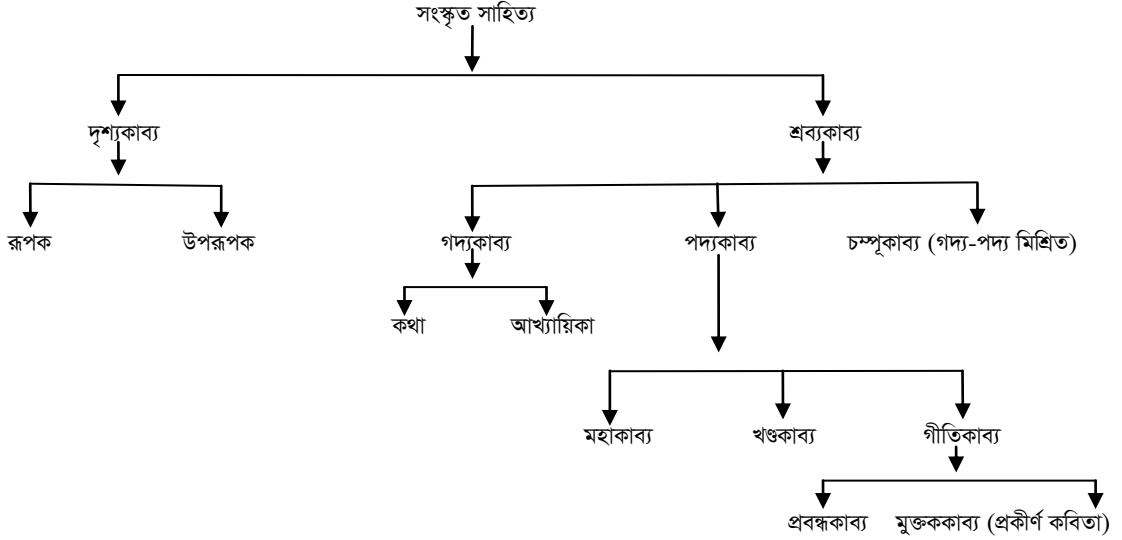 সংস্কৃত সাহিত্য
দৃশ্যকাব্য শ্রব্যকাব্য
রূপক উপরূপক গদ্যকাব্য পদ্যকাব্য চম্পূকাব্য (গদ্য-পদ্য মিশ্রিত)
কথা আখ্যায়িকা
মহাকাব্য খণ্ডকাব্য গীতিকাব্য
প্রবন্ধকাব্য মুক্তককাব্য (প্রকীর্ণ কবিতা)